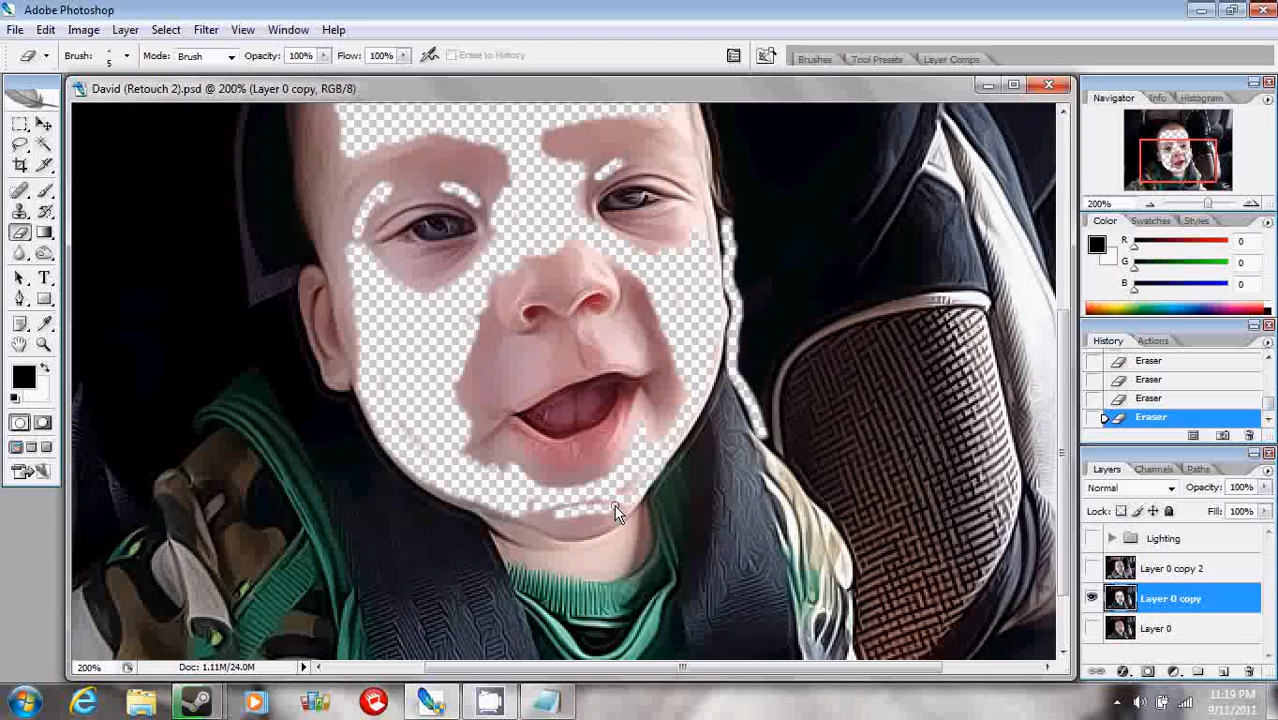 Adobe Photoshop
File Edit Image Layer Select Filter View Window Help
Brush: 5 Mode: Brush Opacity: 100% Flow: 100% Erase to History Brushes Tool Presets Layer Comps
David (Retouch 2).psd @ 200% (Layer 0 copy, RGB/8)
Navigator Info Histogram
200%
Color Swatches Styles
R 0
G 0
B 0
History Actions
Eraser
Eraser
Eraser
Eraser
Layers Channels Paths
Normal Opacity: 100%
Lock: Fill: 100%
Lighting
Layer 0 copy 2
Layer 0 copy
Layer 0
200% Doc: 1.11M/24.0M
11:19 PM
9/11/2011